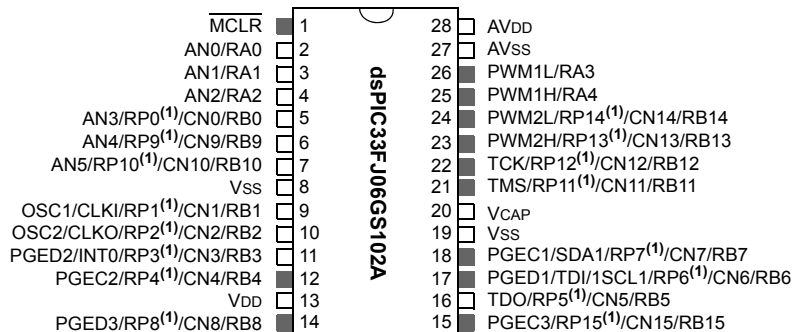 MCLR 1 28 AVDD
AN0/RA0 2 27 AVSS
AN1/RA1 3 26 PWM1L/RA3
AN2/RA2 4 25 PWM1H/RA4
AN3/RP0(1)/CN0/RB0 5 24 PWM2L/RP14(1)/CN14/RB14
AN4/RP9(1)/CN9/RB9 6 23 PWM2H/RP13(1)/CN13/RB13
AN5/RP10(1)/CN10/RB10 7 22 TCK/RP12(1)/CN12/RB12
VSS 8 21 TMS/RP11(1)/CN11/RB11
OSC1/CLKI/RP1(1)/CN1/RB1 9 20 VCAP
OSC2/CLKO/RP2(1)/CN2/RB2 10 19 VSS
PGED2/INT0/RP3(1)/CN3/RB3 11 18 PGEC1/SDA1/RP7(1)/CN7/RB7
PGEC2/RP4(1)/CN4/RB4 12 17 PGED1/TDI/1SCL1/RP6(1)/CN6/RB6
VDD 13 16 TDO/RP5(1)/CN5/RB5
PGED3/RP8(1)/CN8/RB8 14 15 PGEC3/RP15(1)/CN15/RB15
dsPIC33FJ06GS102A